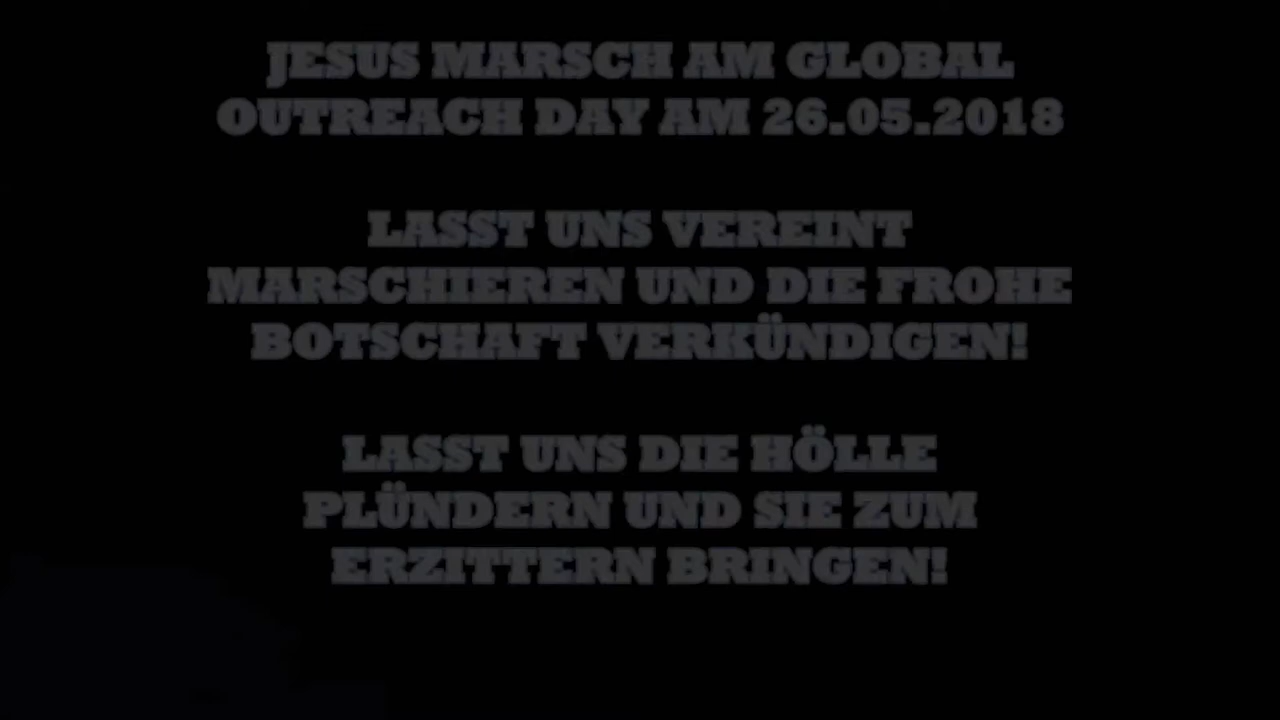 JESUS MARSCH AM GLOBAL
OUTREACH DAY AM 26.05.2018
LASST UNS VEREINT
MARSCHIEREN UND DIE FROHE
BOTSCHAFT VERKÜNDIGEN!
LASST UNS DIE HÖLLE
PLÜNDERN UND SIE ZUM
ERZITTERN BRINGEN!